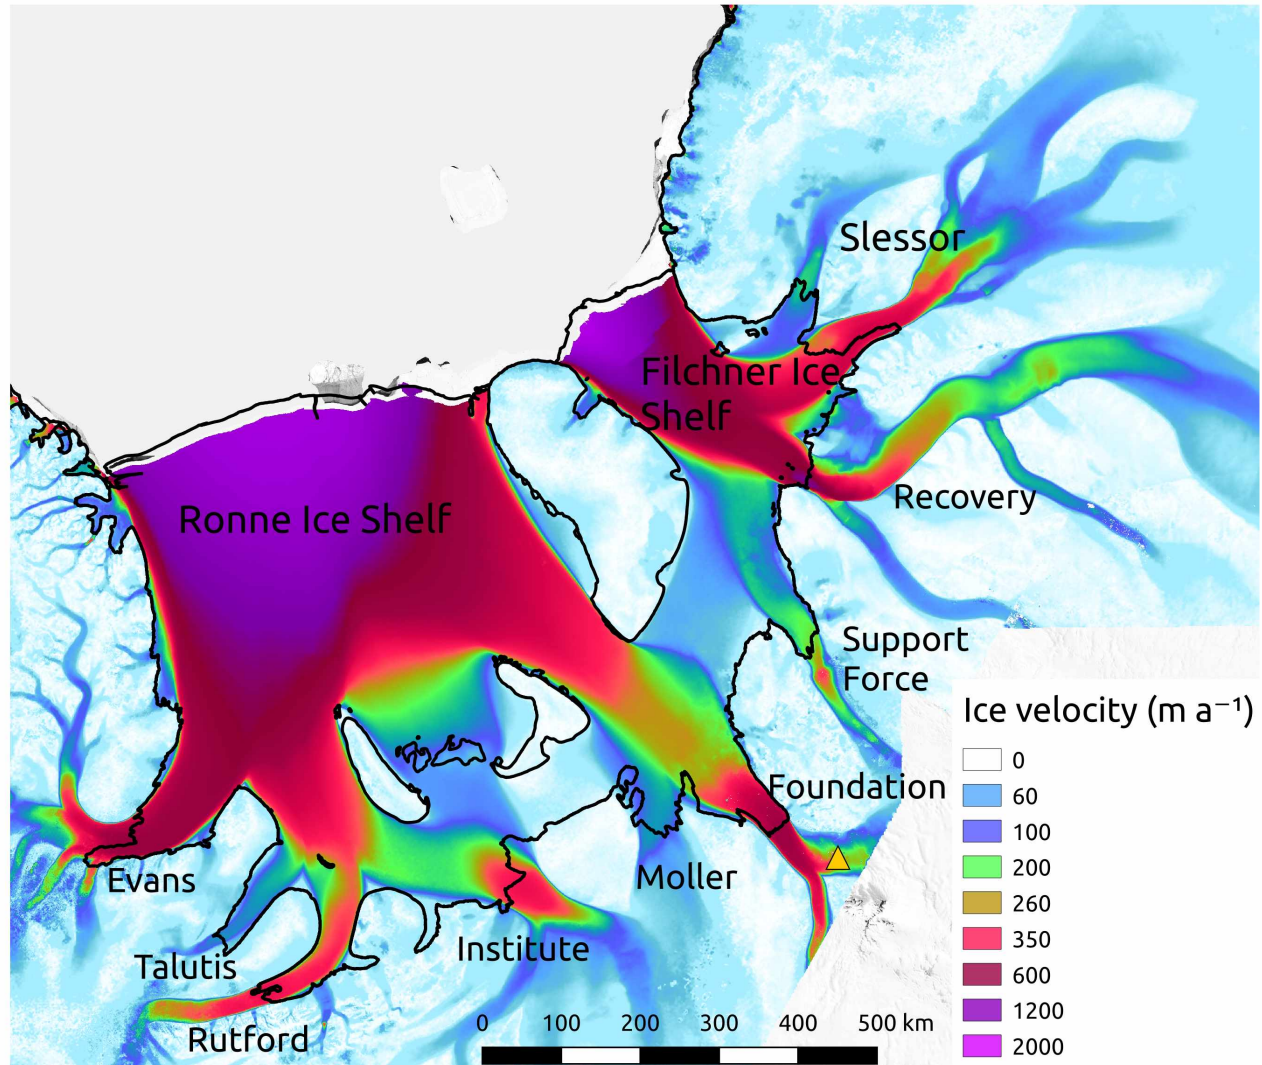 Slessor
Filchner Ice
Shelf
Ronne Ice Shelf
Recovery
Support
Force
Ice velocity (m a⁻¹)
0
60
100
200
260
350
600
1200
2000
Foundation
Evans
Moller
Talutis
Institute
Rutford
0 100 200 300 400 500 km